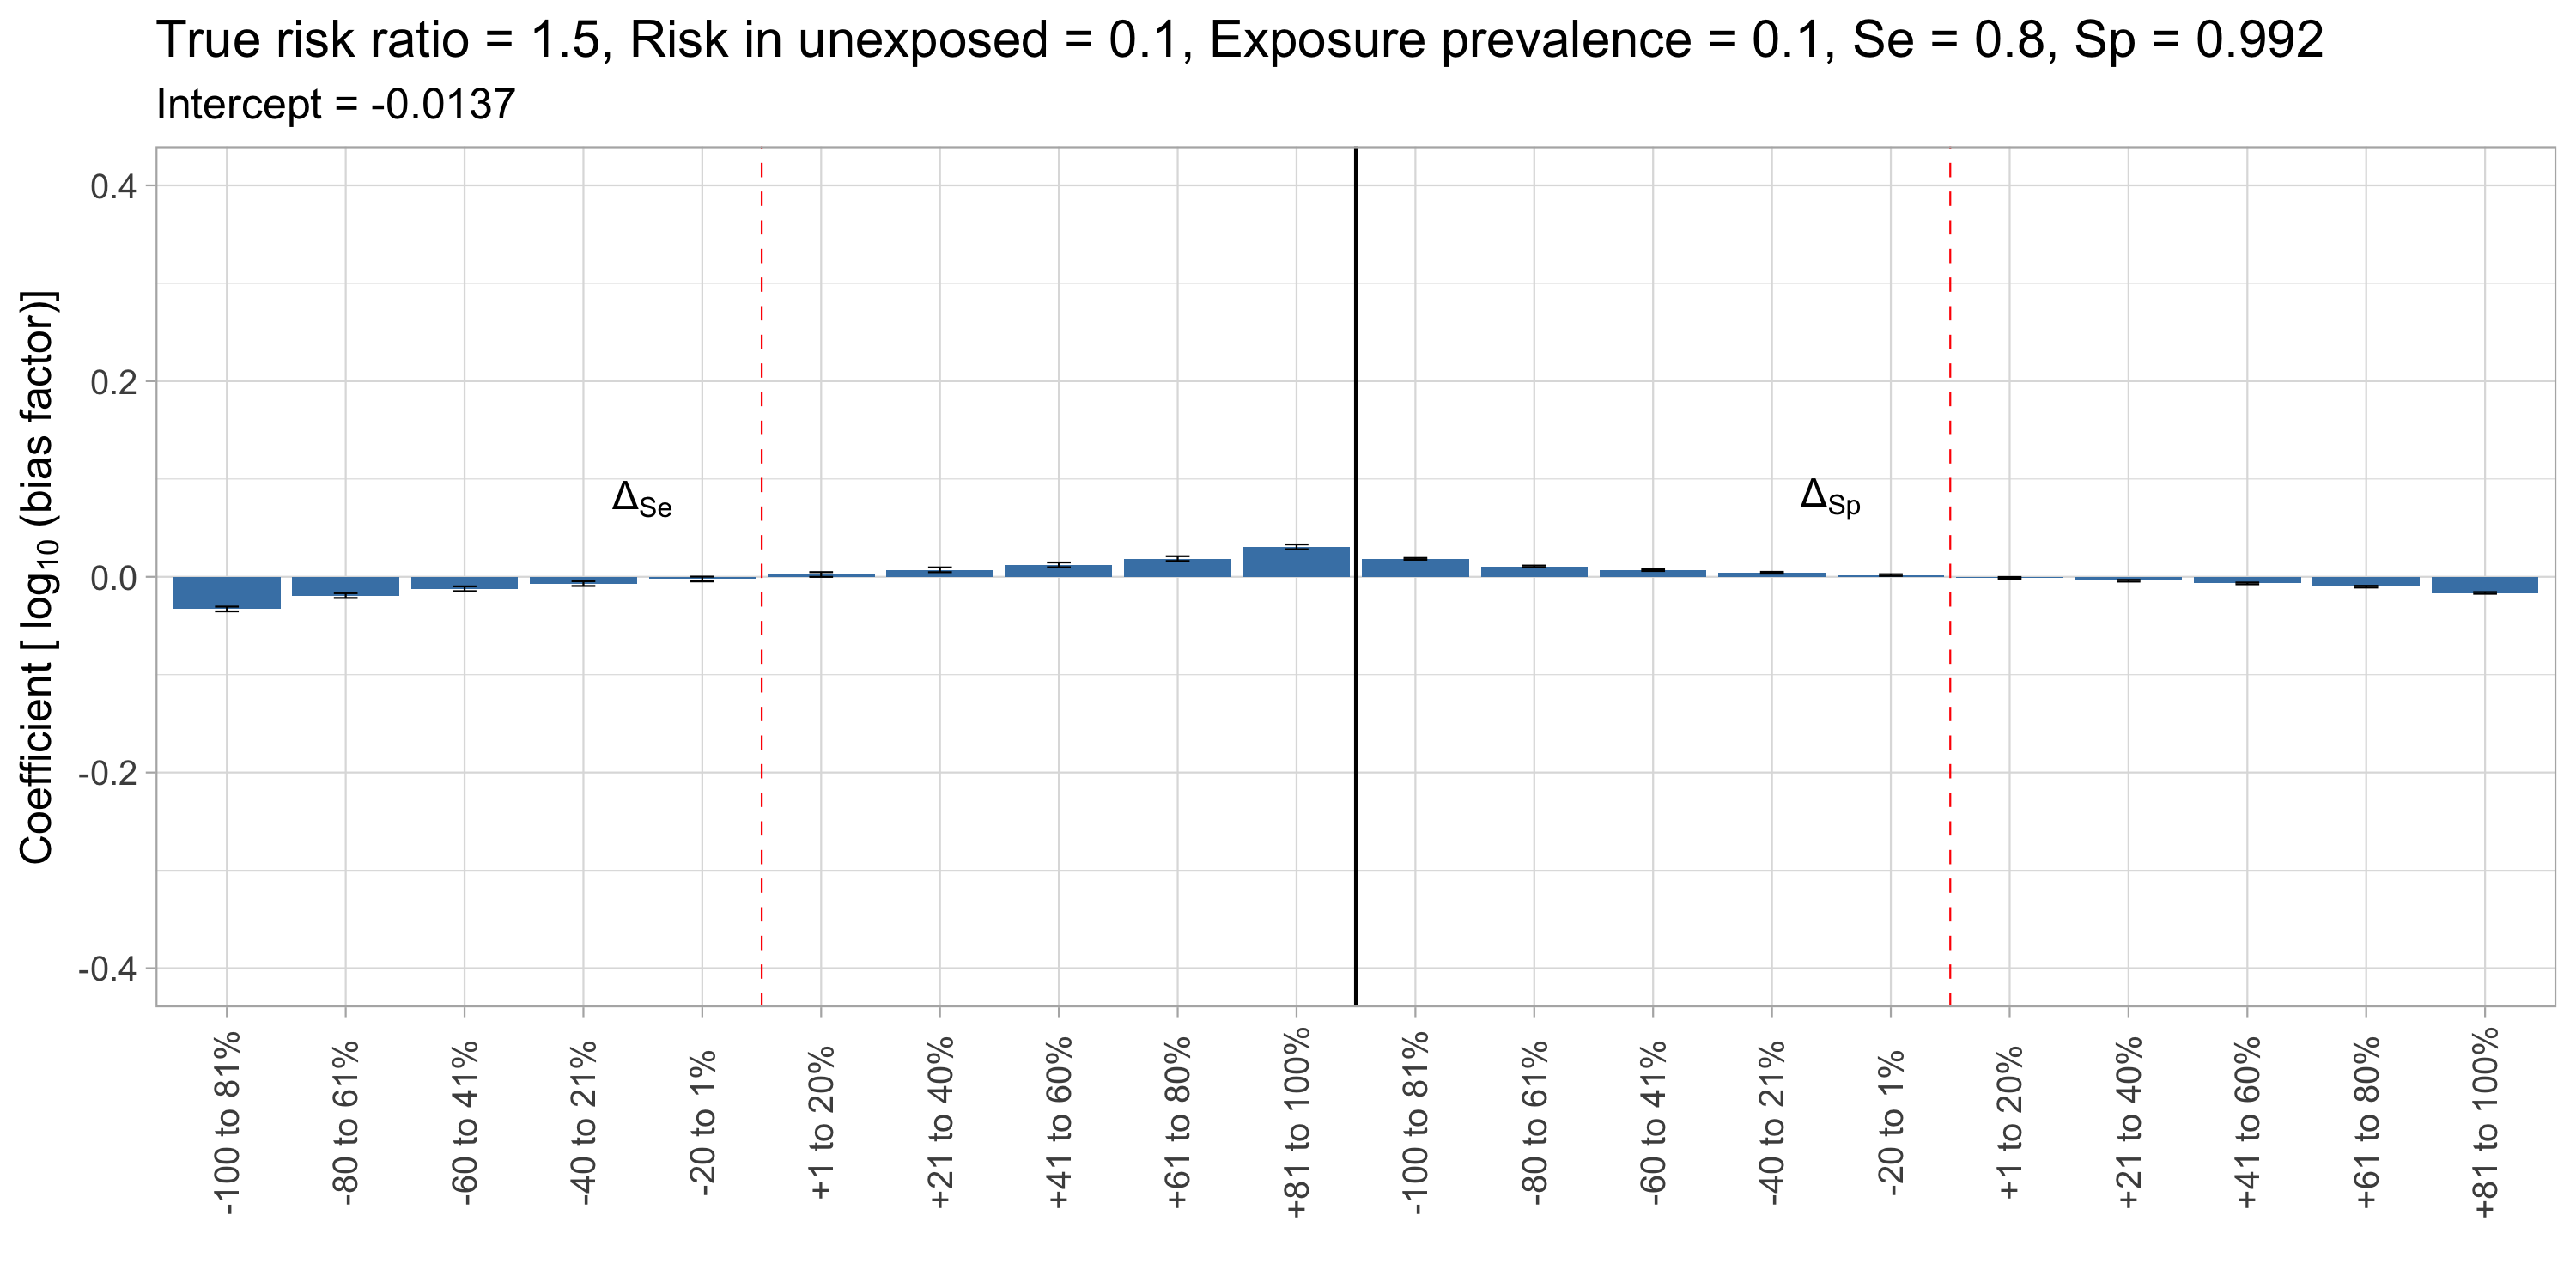 True risk ratio = 1.5, Risk in unexposed = 0.1, Exposure prevalence = 0.1, Se = 0.8, Sp = 0.992
Intercept = -0.0137
Coefficient [ log10 (bias factor)]
0.4
0.2
0.0
-0.2
-0.4
ΔSe
ΔSp
-100 to 81%
-80 to 61%
-60 to 41%
-40 to 21%
-20 to 1%
+1 to 20%
+21 to 40%
+41 to 60%
+61 to 80%
+81 to 100%
-100 to 81%
-80 to 61%
-60 to 41%
-40 to 21%
-20 to 1%
+1 to 20%
+21 to 40%
+41 to 60%
+61 to 80%
+81 to 100%